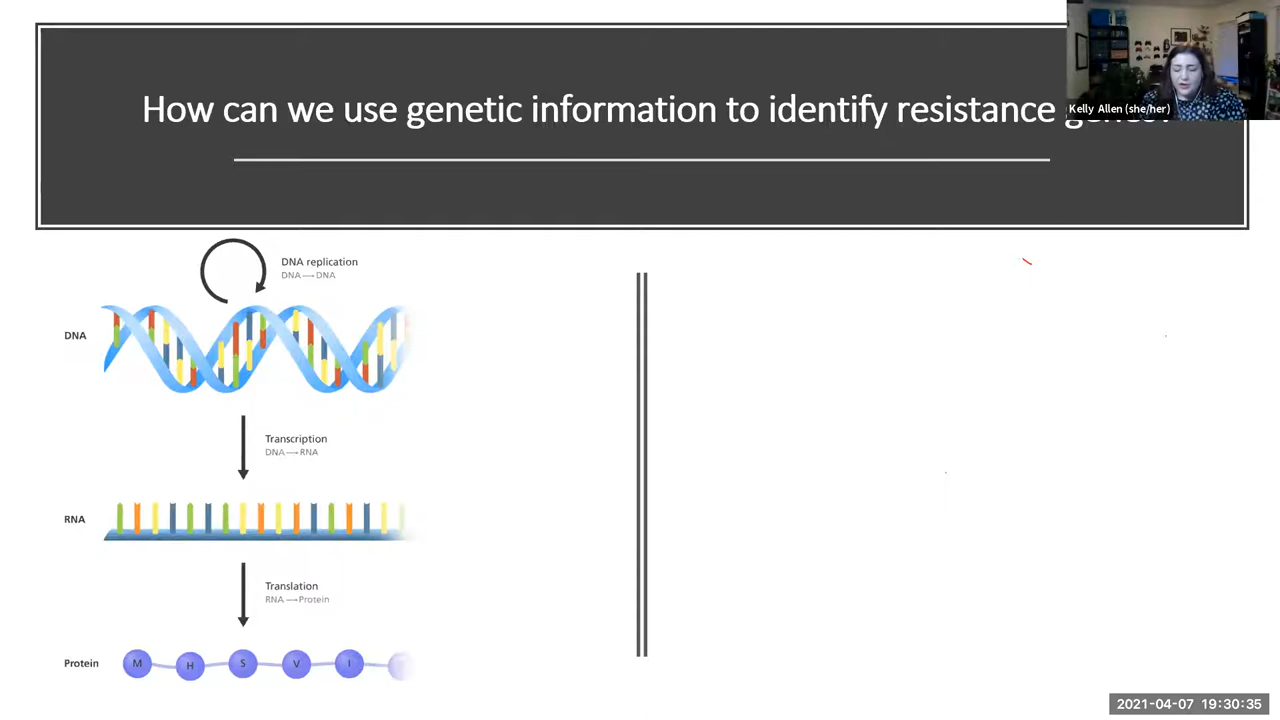 How can we use genetic information to identify resistance
Kelly Allen (she/her)
DNA replication
DNA → DNA
DNA
Transcription
DNA → RNA
RNA
Translation
RNA → Protein
Protein
M H S V I
2021-04-07 19:30:35